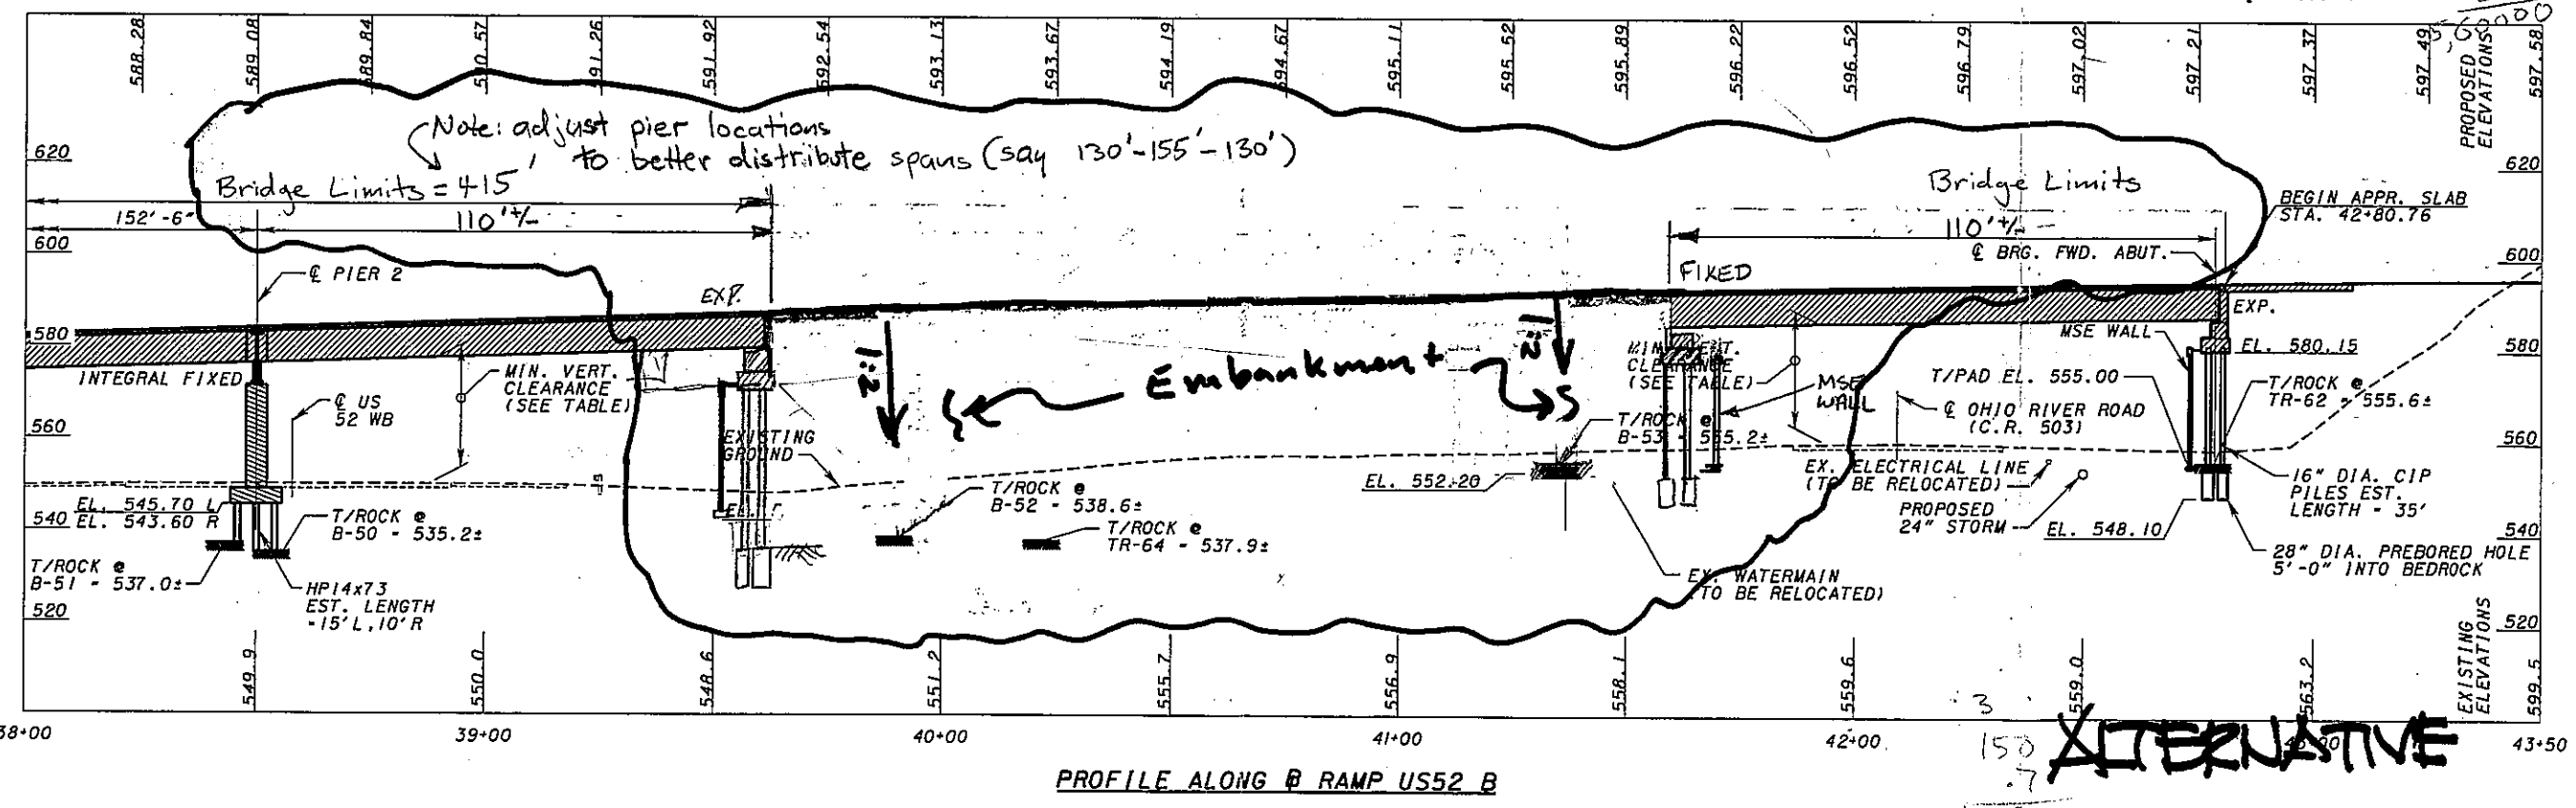 588.28
589.08
589.84
590.57
591.26
591.92
592.54
593.13
593.67
594.19
594.67
595.11
595.52
595.89
596.22
596.52
596.79
597.02
597.21
597.37
597.49
597.58
PROPOSED
ELEVATIONS
Note: adjust pier locations
to better distribute spans (say 130'-155'-130')
620
620
Bridge Limits = 415'
Bridge Limits
152'-6"
110'+/-
110'+/-
BEGIN APPR. SLAB
STA. 42+80.76
600
600
℄ PIER 2
℄ BRG. FWD. ABUT.
EXP.
FIXED
EXP.
580
580
INTEGRAL FIXED
MIN. VERT.
CLEARANCE
(SEE TABLE)
Embankment
(SEE TABLE)
MSE
WALL
MSE WALL
EL. 580.15
T/PAD EL. 555.00
T/ROCK @
TR-62 = 555.6±
℄ US
52 WB
℄ OHIO RIVER ROAD
(C.R. 503)
560
560
EXISTING
GROUND
T/ROCK @
B-53 = 555.2±
EL. 552.20
EX. ELECTRICAL LINE
(TO BE RELOCATED)
16" DIA. CIP
PILES EST.
LENGTH = 35'
EL. 545.70 L
EL. 543.60 R
540
540
T/ROCK @
B-50 = 535.2±
T/ROCK @
B-52 = 538.6±
T/ROCK @
TR-64 = 537.9±
PROPOSED
24" STORM
EL. 548.10
T/ROCK @
B-51 = 537.0±
HP14x73
EST. LENGTH
=15'L,10'R
EX. WATERMAIN
(TO BE RELOCATED)
28" DIA. PREBORED HOLE
5'-0" INTO BEDROCK
520
520
549.9
550.0
548.6
551.2
555.7
556.9
558.1
559.6
559.0
563.2
599.5
EXISTING
ELEVATIONS
38+00
39+00
40+00
41+00
42+00
43+50
3
150
.7
ALTERNATIVE
PROFILE ALONG ℄ RAMP US52 B